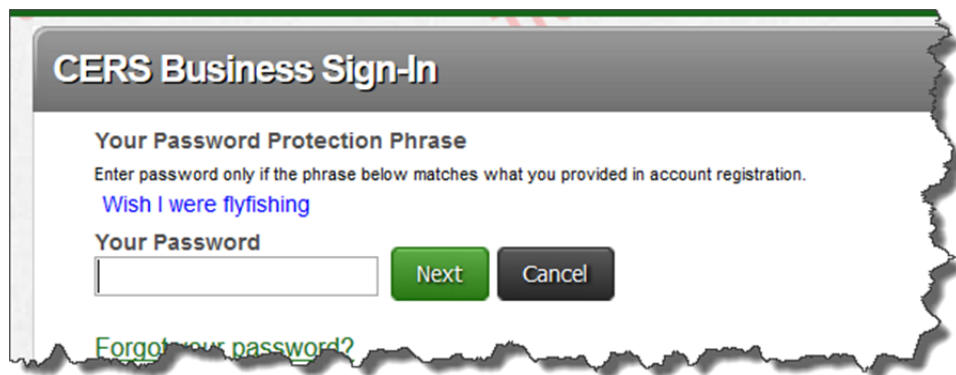 CERS Business Sign-In
Your Password Protection Phrase
Enter password only if the phrase below matches what you provided in account registration.
Wish I were flyfishing
Your Password
Next Cancel
Forgot your password?